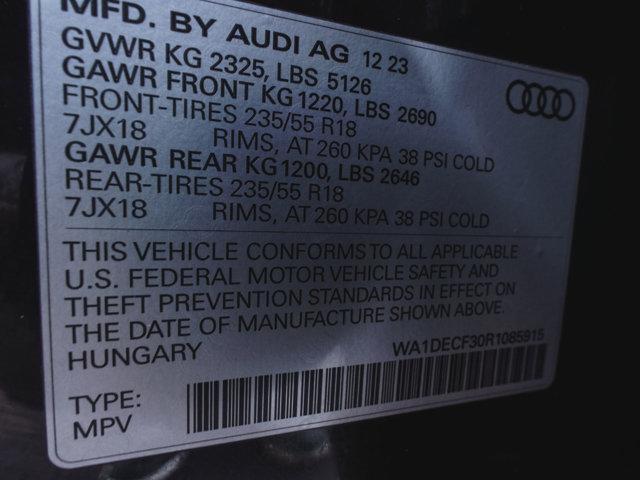 MFD. BY AUDI AG 12 23
GVWR KG 2325, LBS 5126
GAWR FRONT KG 1220, LBS 2690
FRONT-TIRES 235/55 R18
7JX18 RIMS, AT 260 KPA 38 PSI COLD
GAWR REAR KG 1200, LBS 2646
REAR-TIRES 235/55 R18
7JX18 RIMS, AT 260 KPA 38 PSI COLD
THIS VEHICLE CONFORMS TO ALL APPLICABLE
U.S. FEDERAL MOTOR VEHICLE SAFETY AND
THEFT PREVENTION STANDARDS IN EFFECT ON
THE DATE OF MANUFACTURE SHOWN ABOVE.
HUNGARY WA1DECF30R1085915
TYPE:
MPV